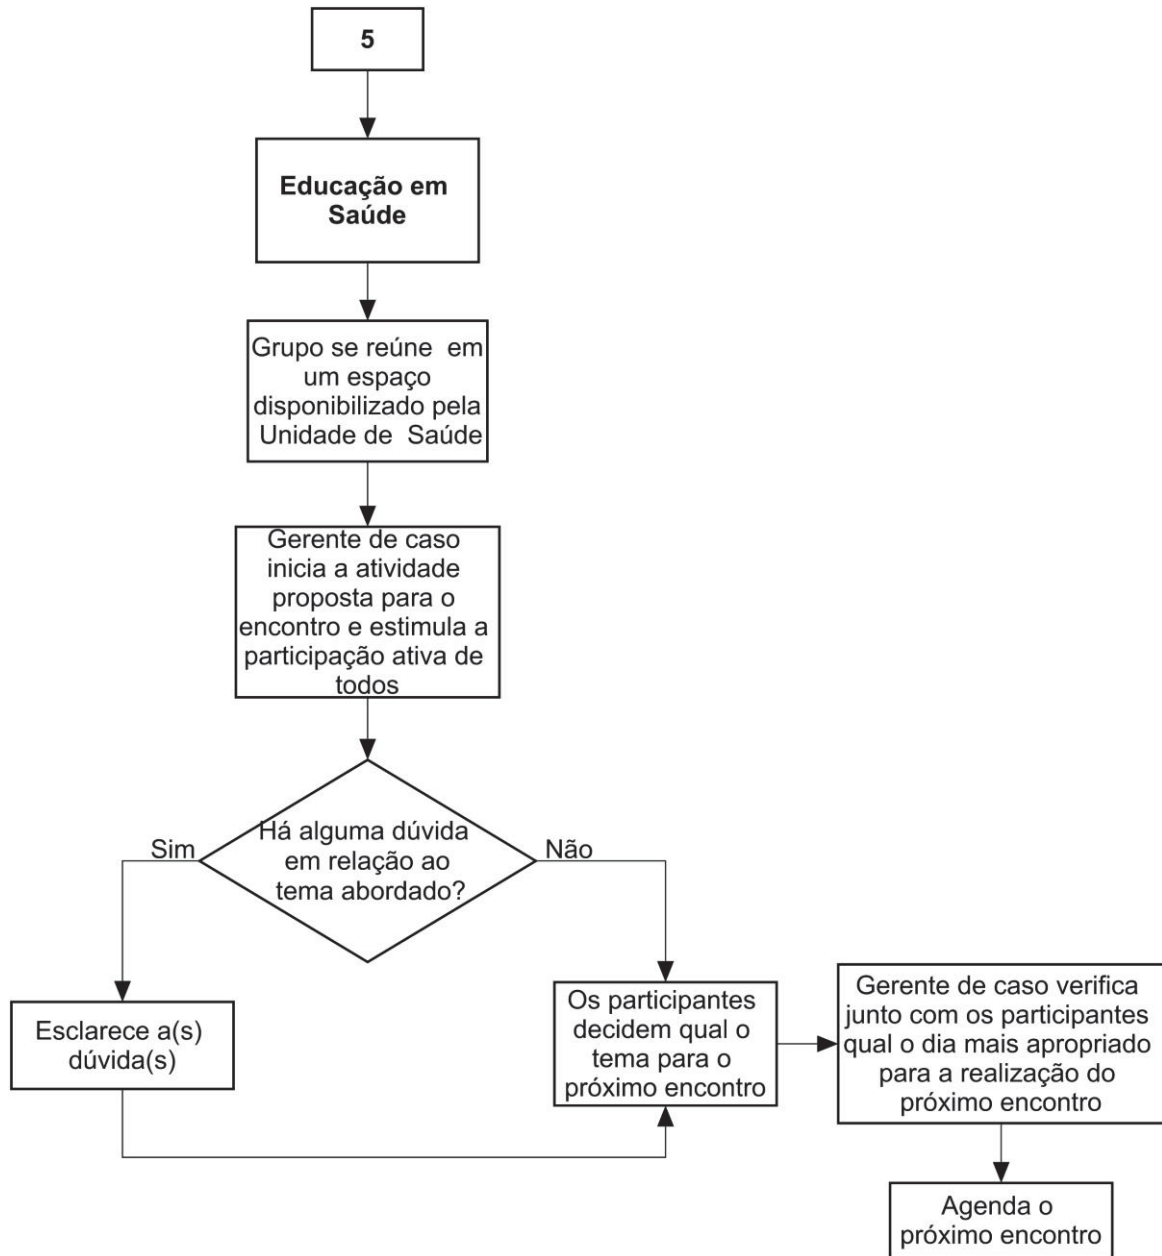 5
Educação em
Saúde
Grupo se reúne em
um espaço
disponibilizado pela
Unidade de Saúde
Gerente de caso
inicia a atividade
proposta para o
encontro e estimula a
participação ativa de
todos
Há alguma dúvida
em relação ao
tema abordado?
Sim
Não
Esclarece a(s)
dúvida(s)
Os participantes
decidem qual o
tema para o
próximo encontro
Gerente de caso verifica
junto com os participantes
qual o dia mais apropriado
para a realização do
próximo encontro
Agenda o
próximo encontro